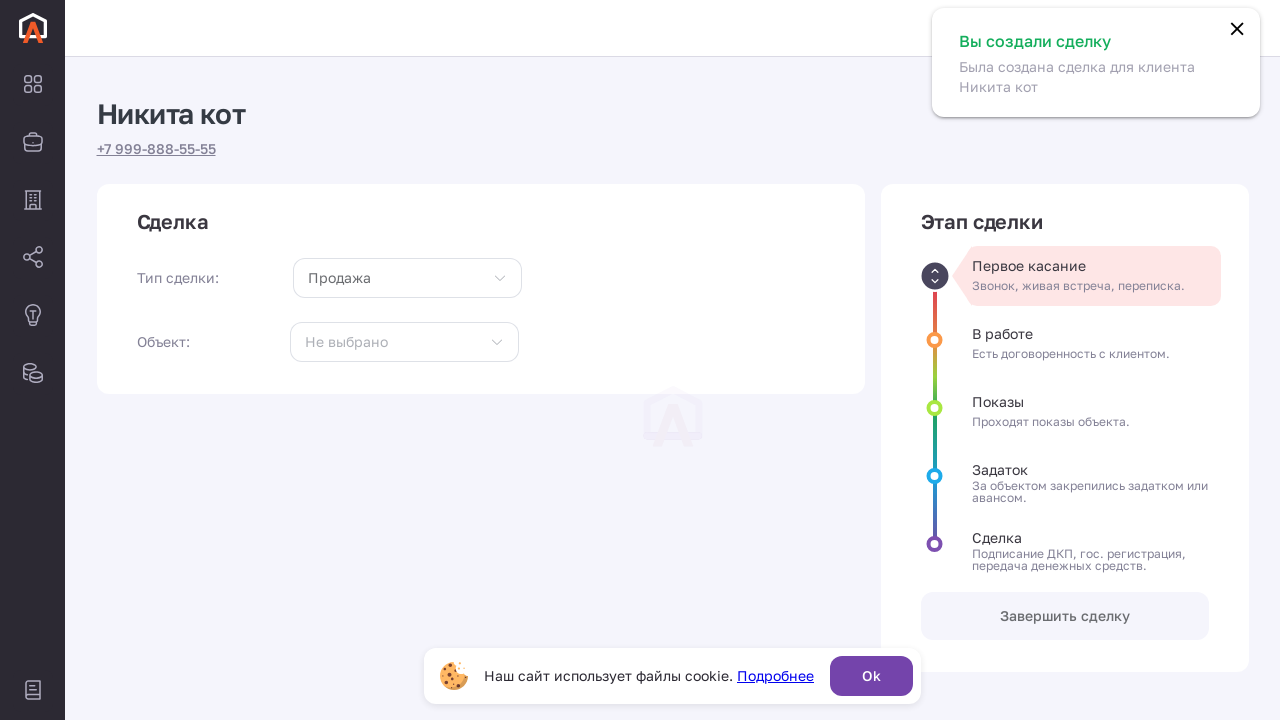 Вы создали сделку
Была создана сделка для клиента
Никита кот
Никита кот
+7 999-888-55-55
Сделка
Тип сделки:
Продажа
Объект:
Не выбрано
Этап сделки
Первое касание
Звонок, живая встреча, переписка.
В работе
Есть договоренность с клиентом.
Показы
Проходят показы объекта.
Задаток
За объектом закрепились задатком или
авансом.
Сделка
Подписание ДКП, гос. регистрация,
передача денежных средств.
Завершить сделку
Наш сайт использует файлы cookie. Подробнее
Ok